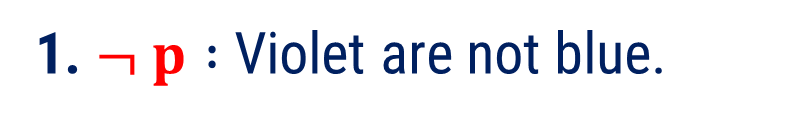 1. ¬ p : Violet are not blue.